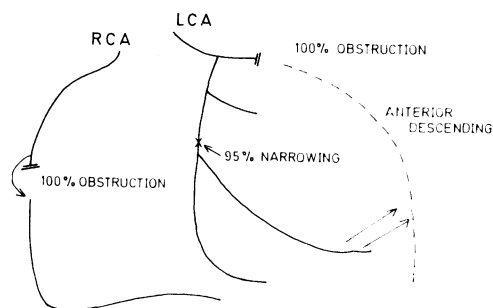 LCA
RCA
100% OBSTRUCTION
ANTERIOR
DESCENDING
95% NARROWING
100% OBSTRUCTION